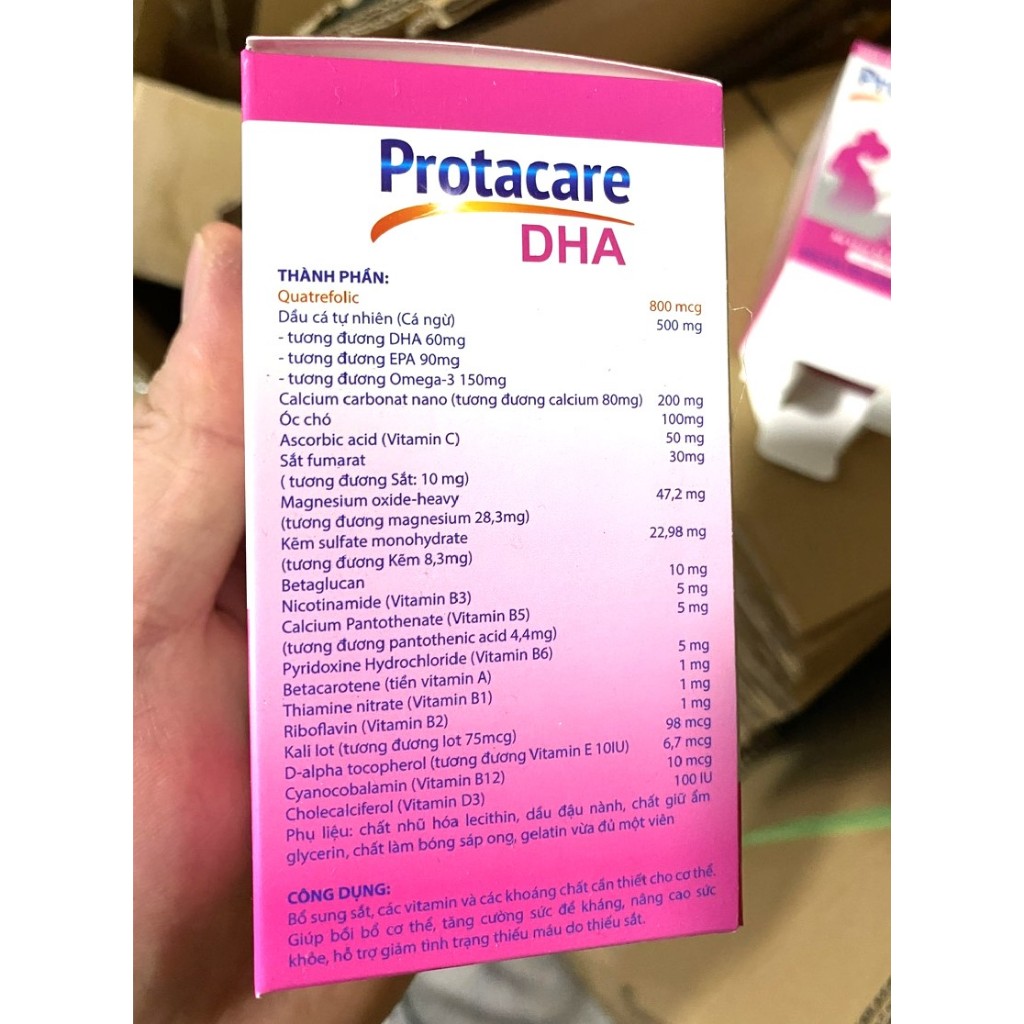 Protacare
DHA
THÀNH PHẦN:
Quatrefolic 800 mcg
Dầu cá tự nhiên (Cá ngừ) 500 mg
- tương đương DHA 60mg
- tương đương EPA 90mg
- tương đương Omega-3 150mg
Calcium carbonat nano (tương đương calcium 80mg) 200 mg
Óc chó 100mg
Ascorbic acid (Vitamin C) 50 mg
Sắt fumarat 30mg
( tương đương Sắt: 10 mg)
Magnesium oxide-heavy 47,2 mg
(tương đương magnesium 28,3mg)
Kẽm sulfate monohydrate 22,98 mg
(tương đương Kẽm 8,3mg)
Betaglucan 10 mg
Nicotinamide (Vitamin B3) 5 mg
Calcium Pantothenate (Vitamin B5) 5 mg
(tương đương pantothenic acid 4,4mg)
Pyridoxine Hydrochloride (Vitamin B6) 5 mg
Betacarotene (tiền vitamin A) 1 mg
Thiamine nitrate (Vitamin B1) 1 mg
Riboflavin (Vitamin B2) 1 mg
Kali Iot (tương đương Iot 75mcg) 98 mcg
D-alpha tocopherol (tương đương Vitamin E 10IU) 6,7 mcg
Cyanocobalamin (Vitamin B12) 10 mcg
Cholecalciferol (Vitamin D3) 100 IU
Phụ liệu: chất nhũ hóa lecithin, dầu đậu nành, chất giữ ẩm
glycerin, chất làm bóng sáp ong, gelatin vừa đủ một viên
CÔNG DỤNG:
Bổ sung sắt, các vitamin và các khoáng chất cần thiết cho cơ thể.
Giúp bồi bổ cơ thể, tăng cường sức đề kháng, nâng cao sức
khỏe, hỗ trợ giảm tình trạng thiếu máu do thiếu sắt.